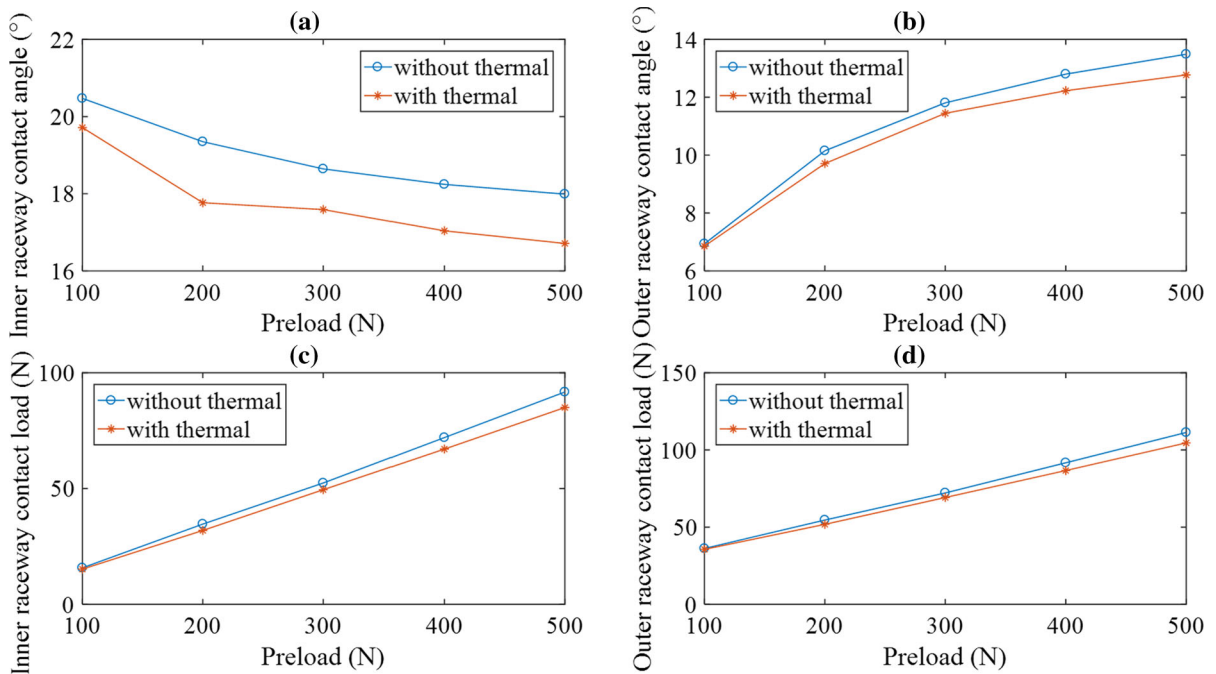 (a)
Inner raceway contact angle (°)
22
20
18
16
without thermal
with thermal
100 200 300 400 500
Preload (N)
(b)
Outer raceway contact angle (°)
14
12
10
8
6
without thermal
with thermal
100 200 300 400 500
Preload (N)
(c)
Inner raceway contact load (N)
100
50
0
without thermal
with thermal
100 200 300 400 500
Preload (N)
(d)
Outer raceway contact load (N)
150
100
50
0
without thermal
with thermal
100 200 300 400 500
Preload (N)